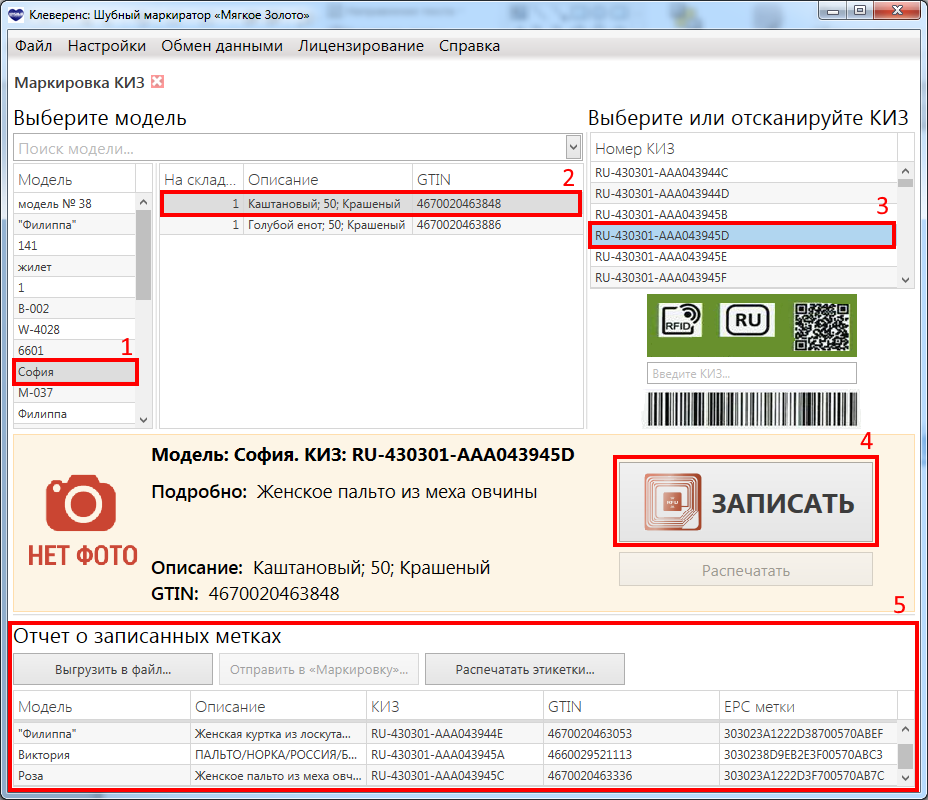 Клеверенс: Шубный маркиратор «Мягкое Золото»
Файл Настройки Обмен данными Лицензирование Справка
Маркировка КИЗ
Выберите модель
Поиск модели...
Модель
модель № 38
"Филиппа"
141
жилет
1
B-002
W-4028
6601
1
София
M-037
Филиппа
На склад... Описание GTIN
2
1 Каштановый; 50; Крашеный 4670020463848
1 Голубой енот; 50; Крашеный 4670020463886
Выберите или отсканируйте КИЗ
Номер КИЗ
RU-430301-AAA043944C
RU-430301-AAA043944D
RU-430301-AAA043945B
3
RU-430301-AAA043945D
RU-430301-AAA043945E
RU-430301-AAA043945F
RFID RU
Введите КИЗ...
Модель: София. КИЗ: RU-430301-AAA043945D
Подробно: Женское пальто из меха овчины
НЕТ ФОТО
Описание: Каштановый; 50; Крашеный
GTIN: 4670020463848
4
ЗАПИСАТЬ
Распечатать
5
Отчет о записанных метках
Выгрузить в файл... Отправить в «Маркировку»... Распечатать этикетки...
Модель Описание КИЗ GTIN EPC метки
"Филиппа" Женская куртка из лоскута... RU-430301-AAA043944E 4670020463053 303023A1222D38700570ABEF
Виктория ПАЛЬТО/НОРКА/РОССИЯ/Б... RU-430301-AAA043945A 4660029521113 3030238D9EB2E3F00570ABC3
Роза Женское пальто из меха овч... RU-430301-AAA043945C 4670020463336 303023A1222D3F700570AB7C